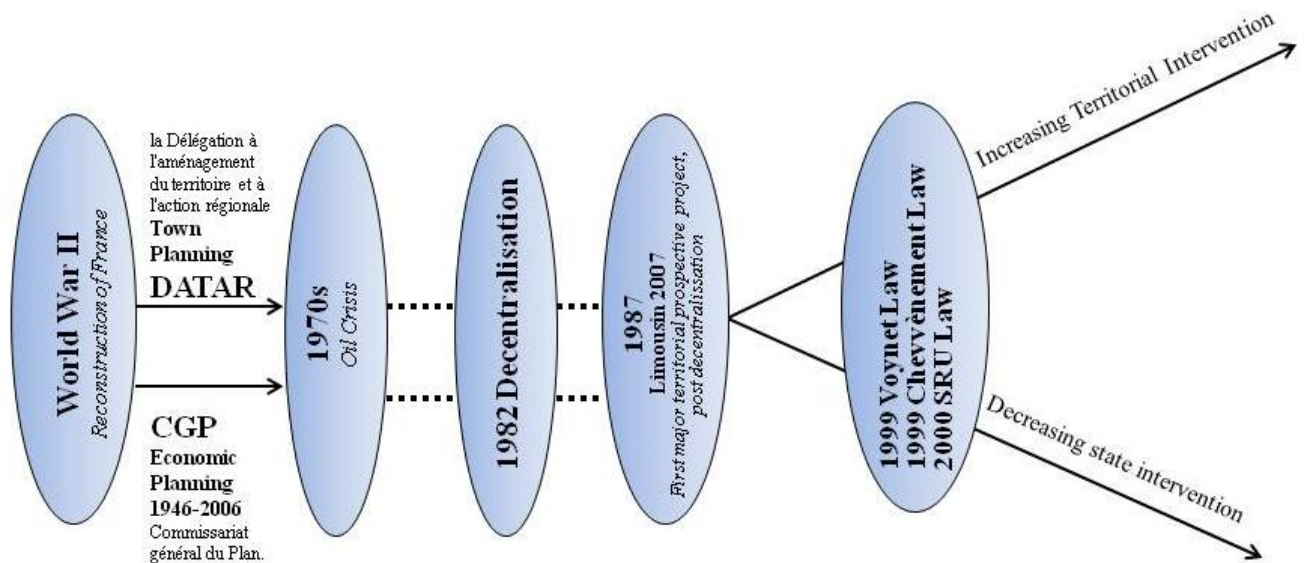 World War II
Reconstruction of France
la Délégation à
l'aménagement
du territoire et à
l'action régionale
Town
Planning
DATAR
CGP
Economic
Planning
1946-2006
Commissariat
général du Plan.
1970s
Oil Crisis
1982 Decentralisation
1987
Limousin 2007
First major territorial prospective project,
post decentralissation
1999 Voynet Law
1999 Chevvènement Law
2000 SRU Law
Increasing Territorial Intervention
Decreasing state intervention